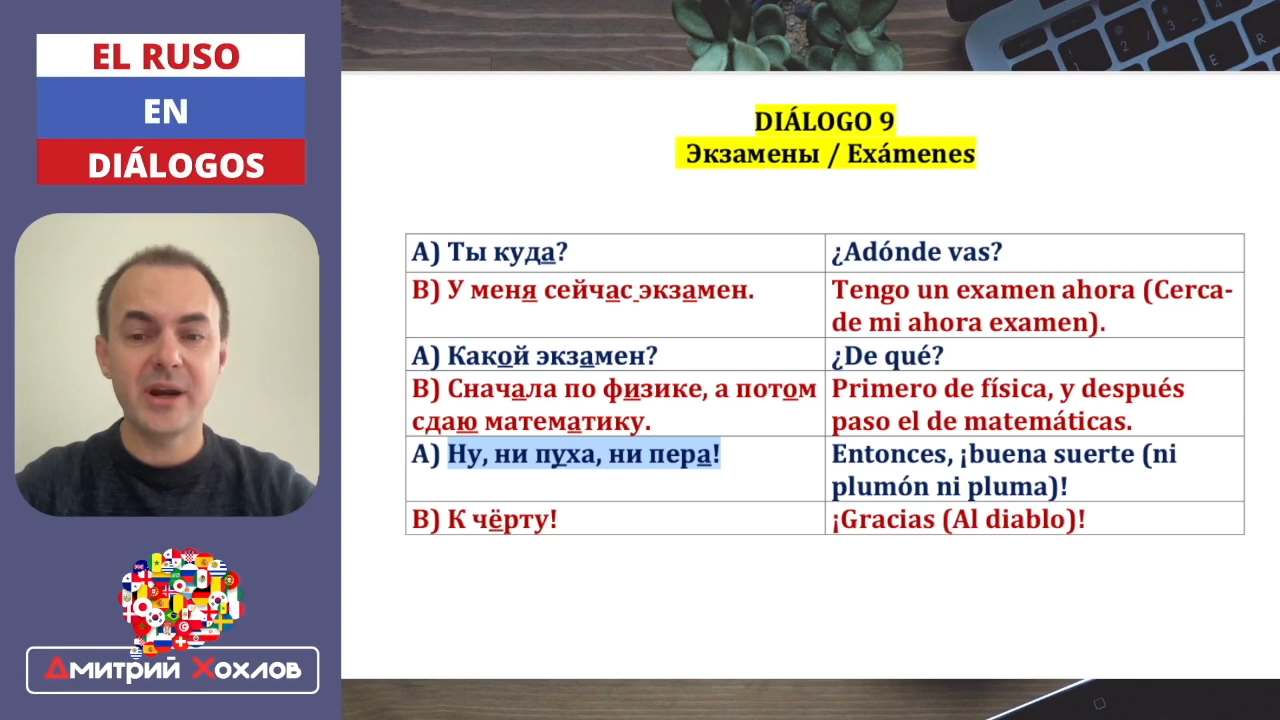 EL RUSO
EN
DIÁLOGOS
Дмитрий Хохлов
DIÁLOGO 9
Экзамены / Exámenes
A) Ты куда?
¿Adónde vas?
B) У меня сейчас экзамен.
Tengo un examen ahora (Cerca-
de mi ahora examen).
A) Какой экзамен?
¿De qué?
B) Сначала по физике, а потом
сдаю математику.
Primero de física, y después
paso el de matemáticas.
A) Ну, ни пуха, ни пера!
Entonces, ¡buena suerte (ni
plumón ni pluma)!
B) К чёрту!
¡Gracias (Al diablo)!